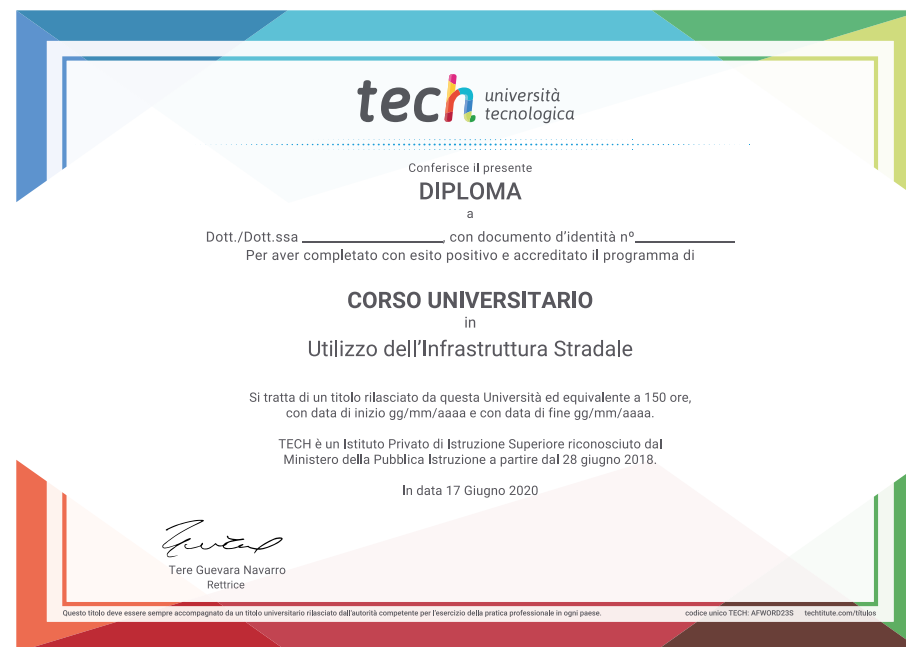 tech università
tecnologica
Conferisce il presente
DIPLOMA
a
Dott./Dott.ssa ____________________, con documento d'identità nº______________
Per aver completato con esito positivo e accreditato il programma di
CORSO UNIVERSITARIO
in
Utilizzo dell'Infrastruttura Stradale
Si tratta di un titolo rilasciato da questa Università ed equivalente a 150 ore,
con data di inizio gg/mm/aaaa e con data di fine gg/mm/aaaa.
TECH è un Istituto Privato di Istruzione Superiore riconosciuto dal
Ministero della Pubblica Istruzione a partire dal 28 giugno 2018.
In data 17 Giugno 2020
Tere Guevara Navarro
Rettrice
Questo titolo deve essere sempre accompagnato da un titolo universitario rilasciato dall'autorità competente per l'esercizio della pratica professionale in ogni paese. codice unico TECH: AFWORD23S techtitute.com/titulos